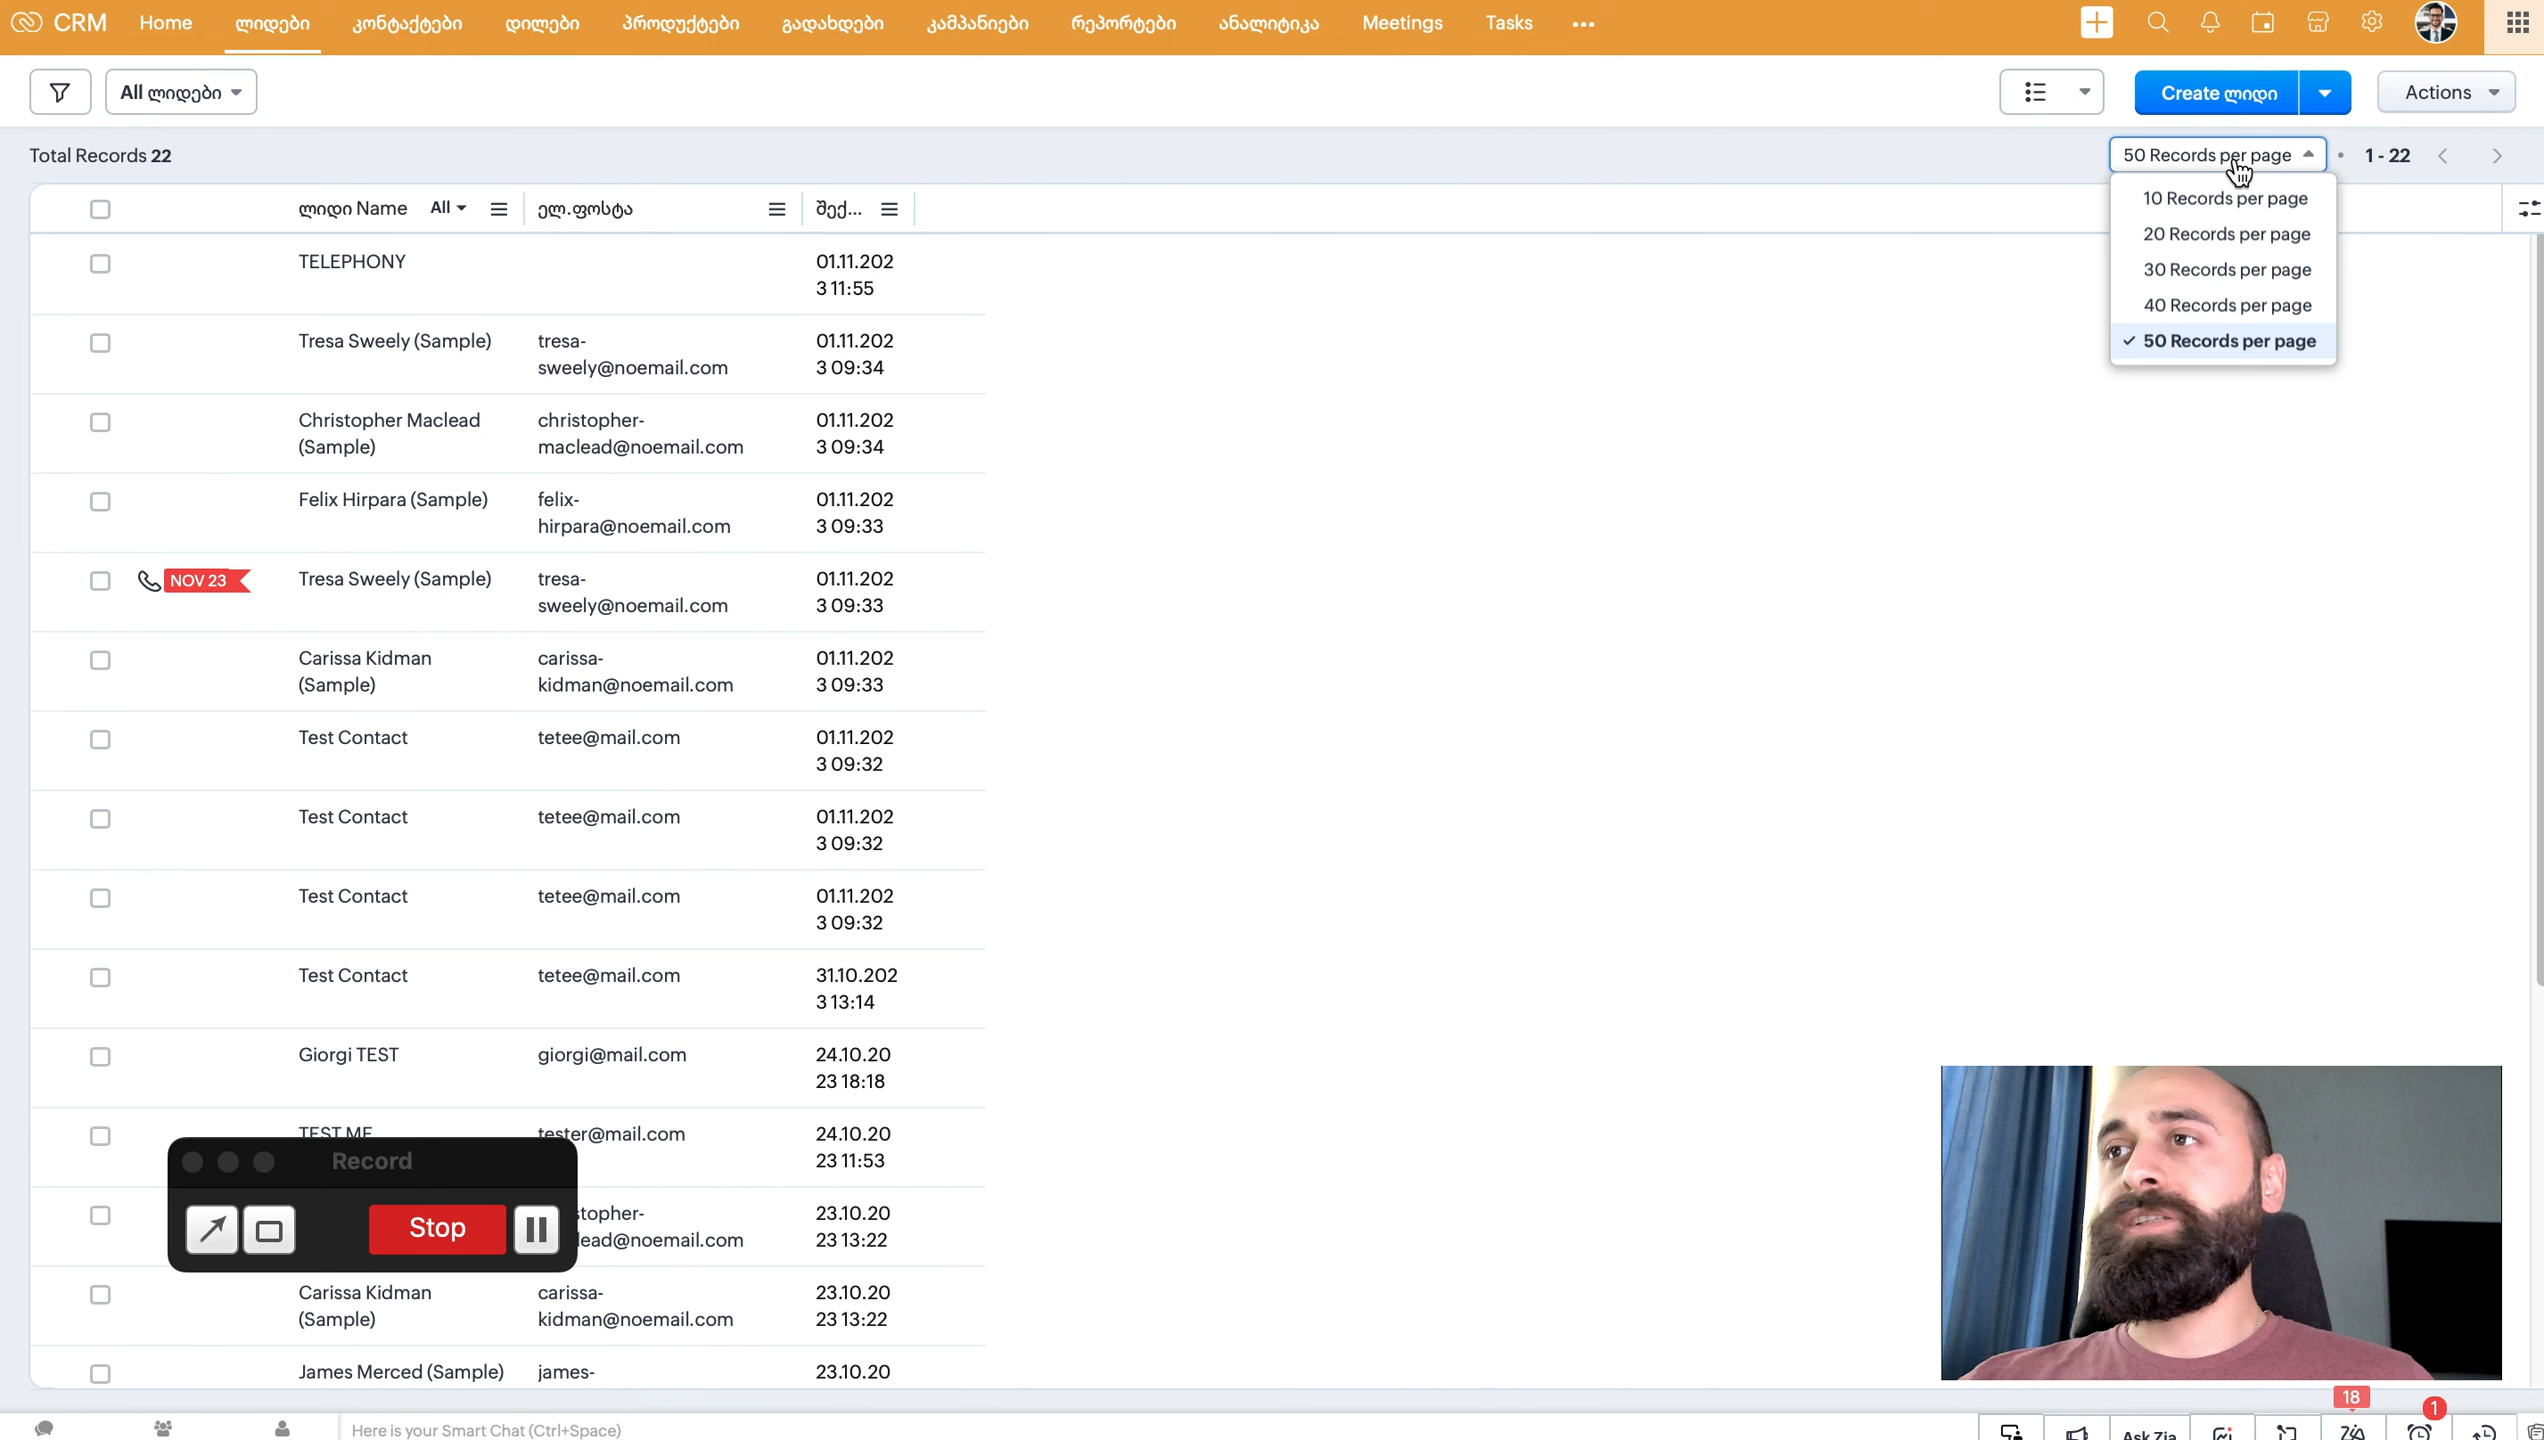 CRM Home ლიდები კონტაქტები დილები პროდუქტები გადახდები კამპანიები რეპორტები ანალიტიკა Meetings Tasks
All ლიდები Create ლიდი Actions
Total Records 22 50 Records per page • 1 - 22
10 Records per page
20 Records per page
30 Records per page
40 Records per page
50 Records per page
ლიდი Name All ელ.ფოსტა შექ...
TELEPHONY 01.11.202
3 11:55
Tresa Sweely (Sample) tresa- 01.11.202
sweely@noemail.com 3 09:34
Christopher Maclead christopher- 01.11.202
(Sample) maclead@noemail.com 3 09:34
Felix Hirpara (Sample) felix- 01.11.202
hirpara@noemail.com 3 09:33
NOV 23 Tresa Sweely (Sample) tresa- 01.11.202
sweely@noemail.com 3 09:33
Carissa Kidman carissa- 01.11.202
(Sample) kidman@noemail.com 3 09:33
Test Contact tetee@mail.com 01.11.202
3 09:32
Test Contact tetee@mail.com 01.11.202
3 09:32
Test Contact tetee@mail.com 01.11.202
3 09:32
Test Contact tetee@mail.com 31.10.202
3 13:14
Giorgi TEST giorgi@mail.com 24.10.20
23 18:18
TEST ME tester@mail.com 24.10.20
23 11:53
Record
stopher- 23.10.20
Stop lead@noemail.com 23 13:22
Carissa Kidman carissa- 23.10.20
(Sample) kidman@noemail.com 23 13:22
James Merced (Sample) james- 23.10.20
18
1
Here is your Smart Chat (Ctrl+Space) Ask Zia